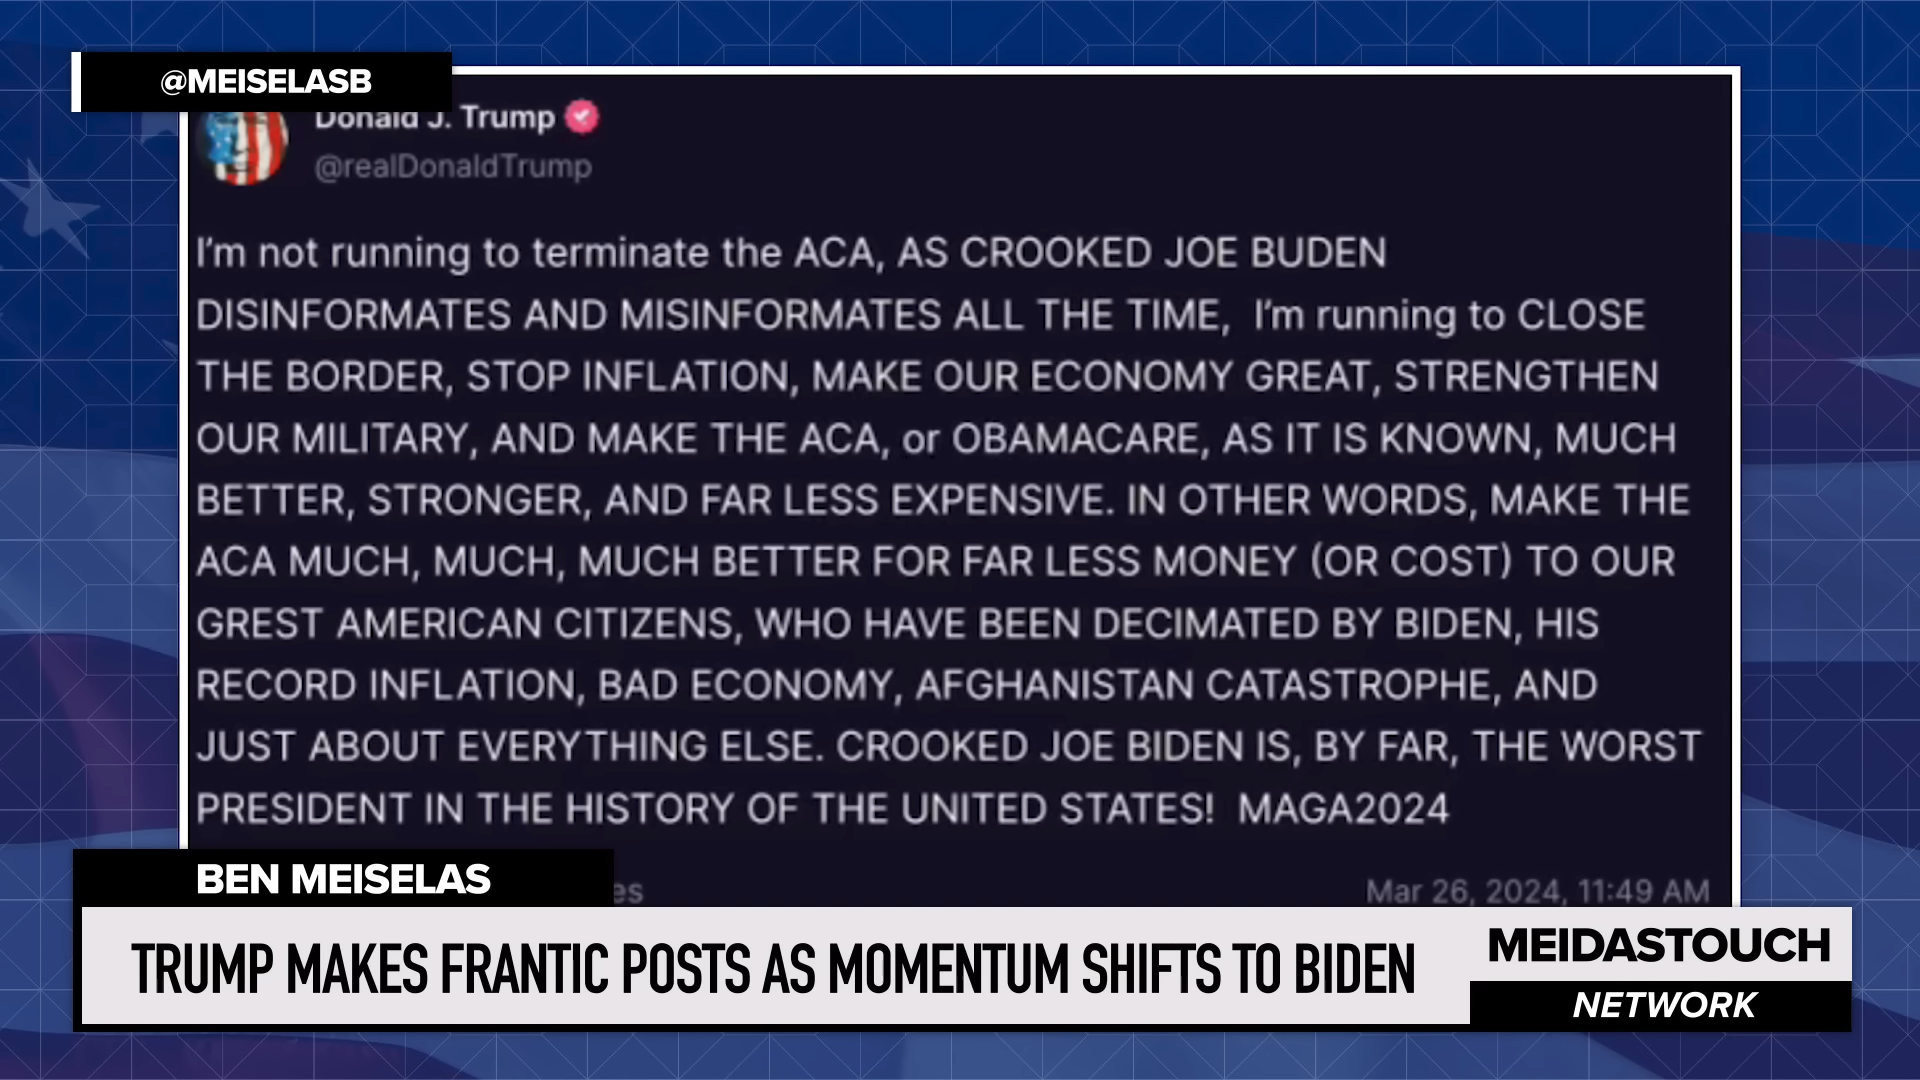 @MEISELASB
Donald J. Trump
@realDonaldTrump
I'm not running to terminate the ACA, AS CROOKED JOE BUDEN
DISINFORMATES AND MISINFORMATES ALL THE TIME, I'm running to CLOSE
THE BORDER, STOP INFLATION, MAKE OUR ECONOMY GREAT, STRENGTHEN
OUR MILITARY, AND MAKE THE ACA, or OBAMACARE, AS IT IS KNOWN, MUCH
BETTER, STRONGER, AND FAR LESS EXPENSIVE. IN OTHER WORDS, MAKE THE
ACA MUCH, MUCH, MUCH BETTER FOR FAR LESS MONEY (OR COST) TO OUR
GREST AMERICAN CITIZENS, WHO HAVE BEEN DECIMATED BY BIDEN, HIS
RECORD INFLATION, BAD ECONOMY, AFGHANISTAN CATASTROPHE, AND
JUST ABOUT EVERYTHING ELSE. CROOKED JOE BIDEN IS, BY FAR, THE WORST
PRESIDENT IN THE HISTORY OF THE UNITED STATES! MAGA2024
Mar 26, 2024, 11:49 AM
BEN MEISELAS
TRUMP MAKES FRANTIC POSTS AS MOMENTUM SHIFTS TO BIDEN
MEIDASTOUCH
NETWORK